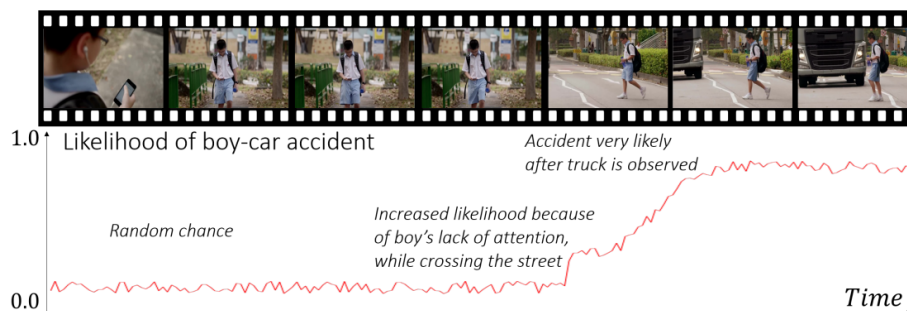 1.0
Likelihood of boy-car accident
Accident very likely
after truck is observed
Random chance
Increased likelihood because
of boy's lack of attention,
while crossing the street
0.0
Time